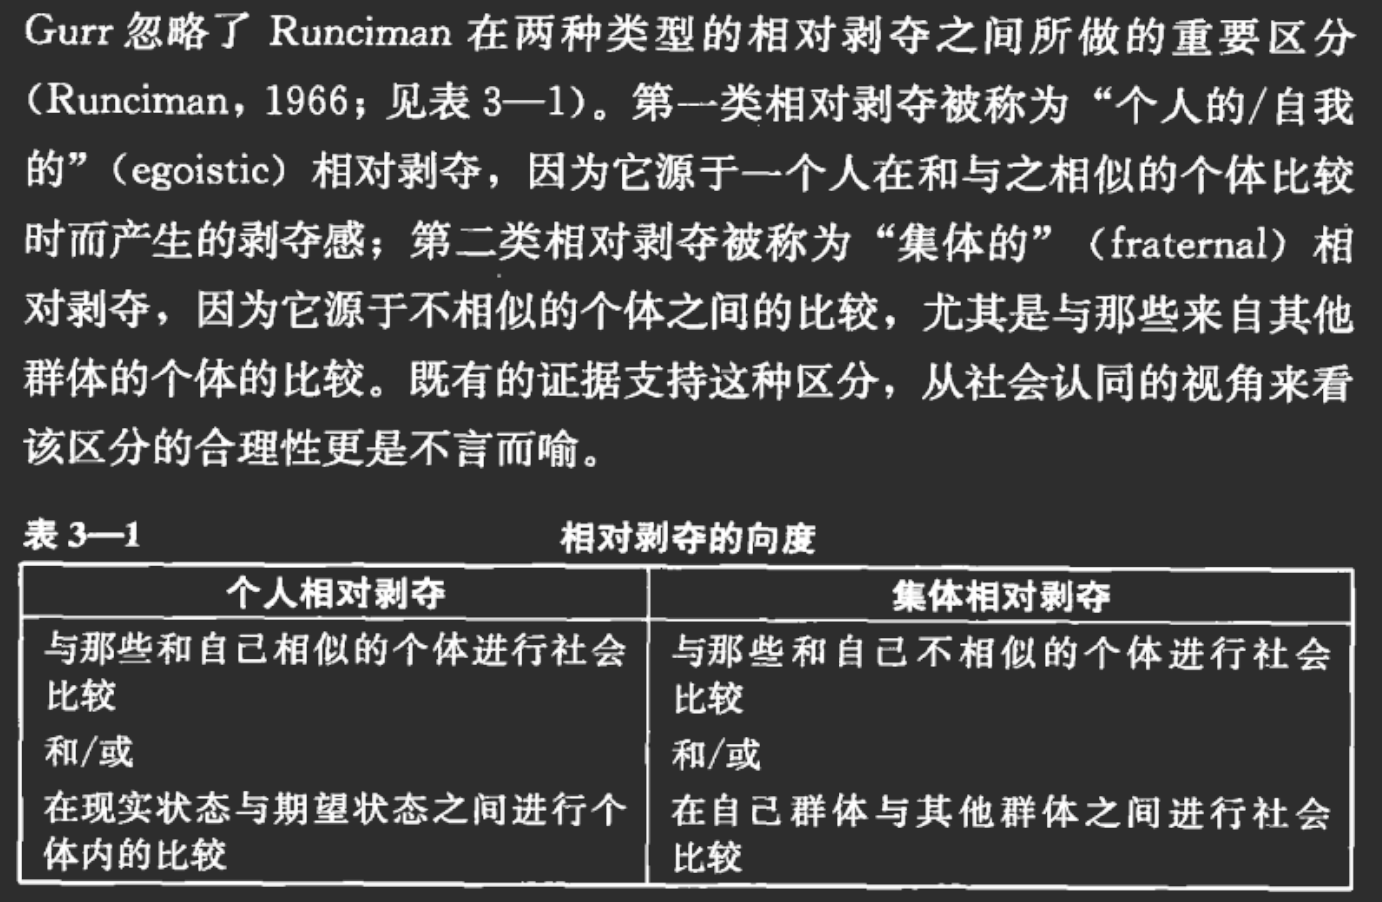 Gurr 忽略了 Runciman 在两种类型的相对剥夺之间所做的重要区分
（Runciman，1966；见表 3—1）。第一类相对剥夺被称为“个人的/自我
的”（egoistic）相对剥夺，因为它源于一个人在和与之相似的个体比较
时而产生的剥夺感；第二类相对剥夺被称为“集体的”（fraternal）相
对剥夺，因为它源于不相似的个体之间的比较，尤其是与那些来自其他
群体的个体的比较。既有的证据支持这种区分，从社会认同的视角来看
该区分的合理性更是不言而喻。
表 3—1 相对剥夺的向度
个人相对剥夺
集体相对剥夺
与那些和自己相似的个体进行社会
比较
和/或
在现实状态与期望状态之间进行个
体内的比较
与那些和自己不相似的个体进行社会
比较
和/或
在自己群体与其他群体之间进行社会
比较